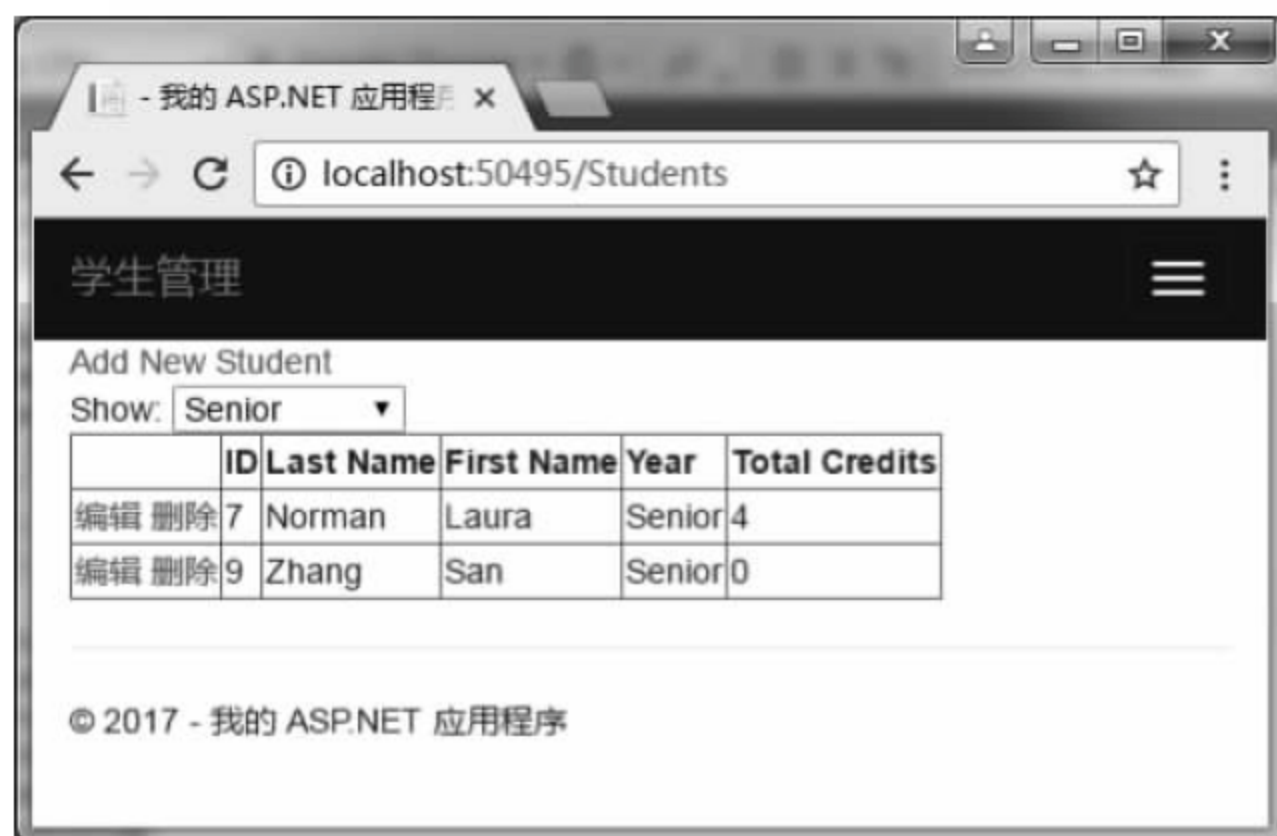 - 我的 ASP.NET 应用程
localhost:50495/Students
学生管理
Add New Student
Show: Senior
ID Last Name First Name Year Total Credits
编辑 删除 7 Norman Laura Senior 4
编辑 删除 9 Zhang San Senior 0
© 2017 - 我的 ASP.NET 应用程序